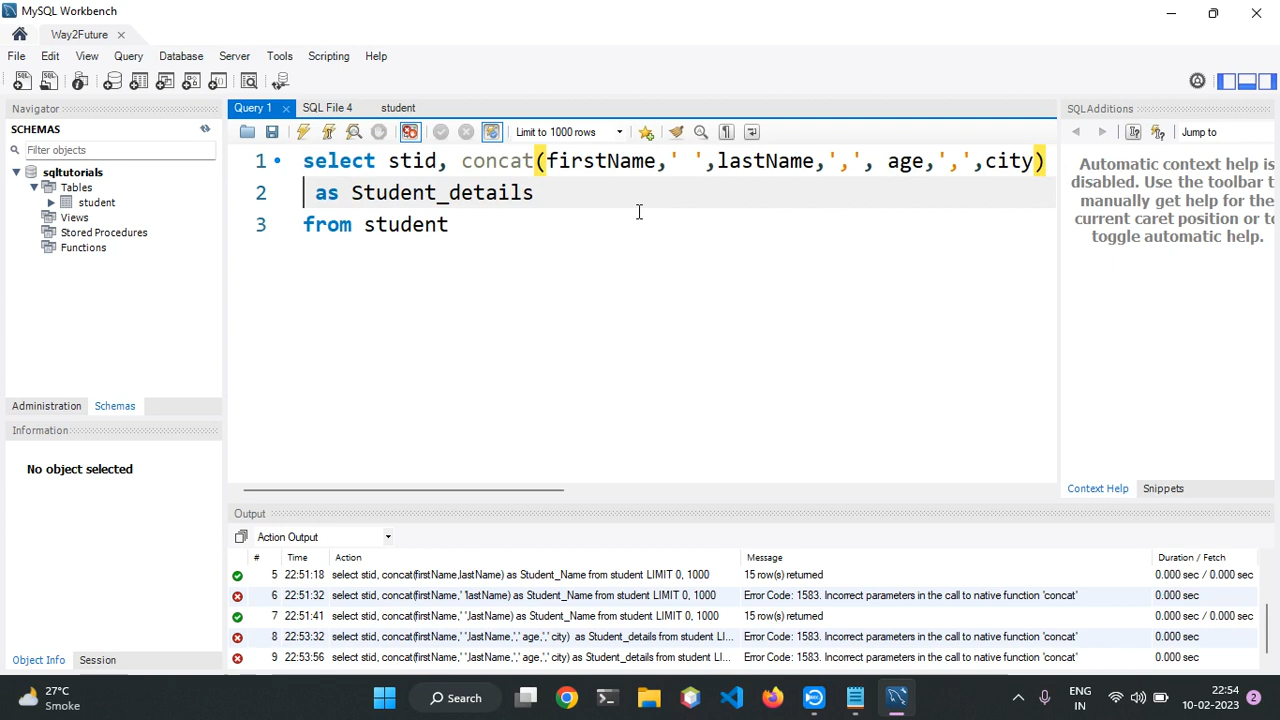 MySQL Workbench
Way2Future
File Edit View Query Database Server Tools Scripting Help
Navigator
SCHEMAS
Filter objects
sqltutorials
Tables
student
Views
Stored Procedures
Functions
Administration Schemas
Information
No object selected
Object Info Session
Query 1 SQL File 4 student
Limit to 1000 rows
1 select stid, concat(firstName,' ',lastName,',', age,',',city)
2 as Student_details
3 from student
SQLAdditions
Jump to
Automatic context help is
disabled. Use the toolbar t
manually get help for the
current caret position or to
toggle automatic help.
Context Help Snippets
Output
Action Output
# Time Action Message Duration / Fetch
5 22:51:18 select stid, concat(firstName,lastName) as Student_Name from student LIMIT 0, 1000 15 row(s) returned 0.000 sec / 0.000 sec
6 22:51:32 select stid, concat(firstName,' 'lastName) as Student_Name from student LIMIT 0, 1000 Error Code: 1583. Incorrect parameters in the call to native function 'concat' 0.000 sec
7 22:51:41 select stid, concat(firstName,' ',lastName) as Student_Name from student LIMIT 0, 1000 15 row(s) returned 0.000 sec / 0.000 sec
8 22:53:32 select stid, concat(firstName,' ',lastName,',' age,',' city) as Student_details from student LI... Error Code: 1583. Incorrect parameters in the call to native function 'concat' 0.000 sec
9 22:53:56 select stid, concat(firstName,' ',lastName,',' age,',' city) as Student_details from student LI... Error Code: 1583. Incorrect parameters in the call to native function 'concat' 0.000 sec
27°C
Smoke
Search
ENG
IN
22:54
10-02-2023
2